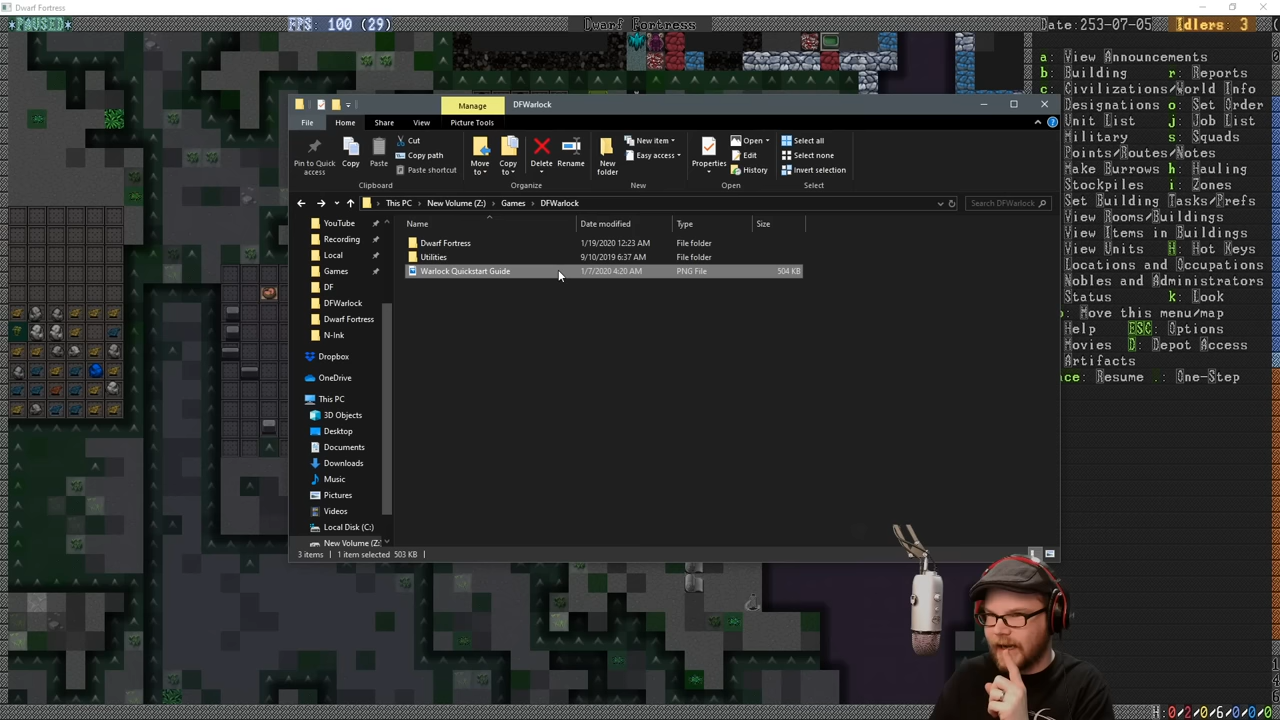 Dwarf Fortress
*PAUSED*
FPS: 100 (29)
Dwarf Fortress
Date:253-07-05
Idlers: 3
a: View Announcements
b: Building r: Reports
c: Civilizations/World Info
Designations o: Set Order
Unit List j: Job List
Military s: Squads
Points/Routes/Notes
Make Burrows h: Hauling
Stockpiles i: Zones
Set Building Tasks/Prefs
View Rooms/Buildings
View Items in Buildings
View Units H: Hot Keys
Locations and Occupations
Nobles and Administrators
Status k: Look
: Move this menu/map
Help ESC: Options
Movies D: Depot Access
Artifacts
ce: Resume .: One-Step
Manage
DFWarlock
File
Home
Share
View
Picture Tools
Pin to Quick access
Copy
Paste
Cut
Copy path
Paste shortcut
Clipboard
Move to
Copy to
Delete
Rename
Organize
New folder
New item
Easy access
New
Properties
Open
Edit
History
Open
Select all
Select none
Invert selection
Select
This PC
New Volume (Z:)
Games
DFWarlock
Search DFWarlock
Name
Date modified
Type
Size
Dwarf Fortress
1/19/2020 12:23 AM
File folder
Utilities
9/10/2019 6:37 AM
File folder
Warlock Quickstart Guide
1/7/2020 4:20 AM
PNG File
504 KB
YouTube
Recording
Local
Games
DF
DFWarlock
Dwarf Fortress
N-Ink
Dropbox
OneDrive
This PC
3D Objects
Desktop
Documents
Downloads
Music
Pictures
Videos
Local Disk (C:)
New Volume (Z:
3 items
1 item selected 503 KB
H:0/2/0/6/0/0/0